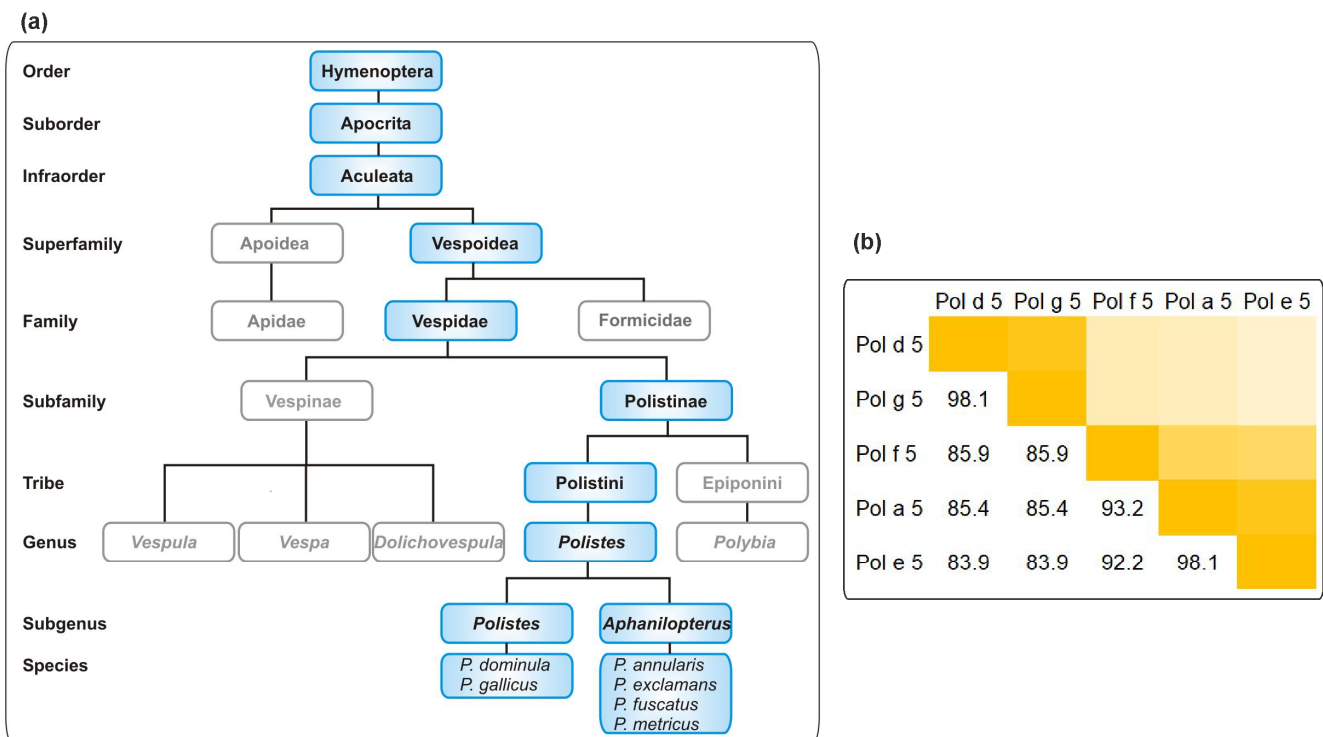 (a)
Order Hymenoptera
Suborder Apocrita
Infraorder Aculeata
Superfamily Apoidea Vespoidea
Family Apidae Vespidae Formicidae
Subfamily Vespinae Polistinae
Tribe Polistini Epiponini
Genus Vespula Vespa Dolichovespula Polistes Polybia
Subgenus Polistes Aphanilopterus
Species P. dominula P. annularis
P. gallicus P. exclamans
P. fuscatus
P. metricus
(b)
Pol d 5 Pol g 5 Pol f 5 Pol a 5 Pol e 5
Pol d 5
Pol g 5 98.1
Pol f 5 85.9 85.9
Pol a 5 85.4 85.4 93.2
Pol e 5 83.9 83.9 92.2 98.1